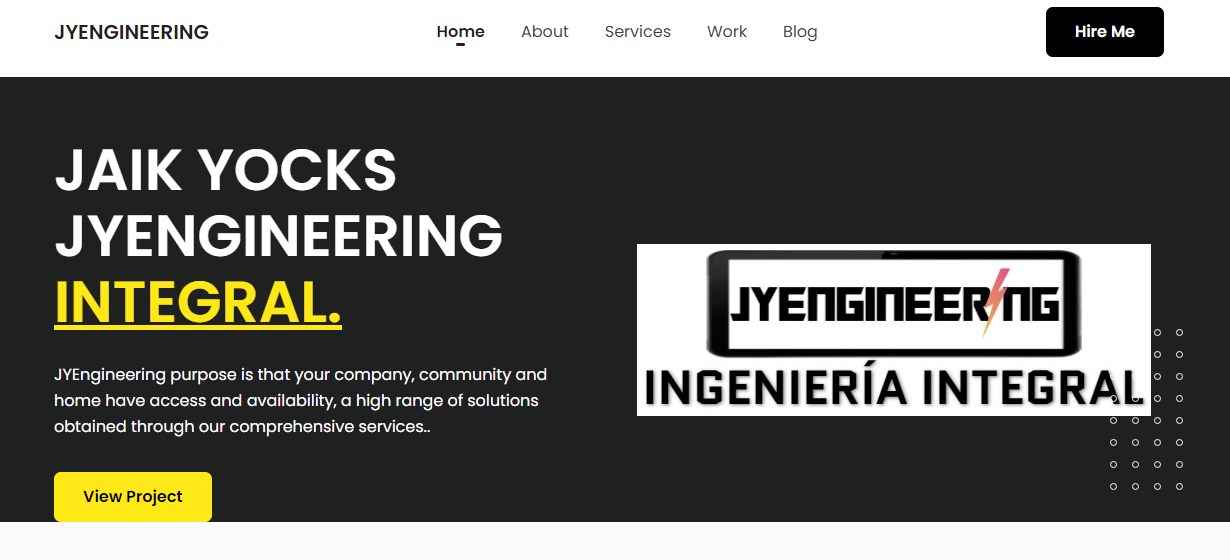 JYENGINEERING
Home About Services Work Blog
Hire Me
JAIK YOCKS
JYENGINEERING
INTEGRAL.
JYEngineering purpose is that your company, community and
home have access and availability, a high range of solutions
obtained through our comprehensive services..
View Project
JYENGINEERING
INGENIERÍA INTEGRAL